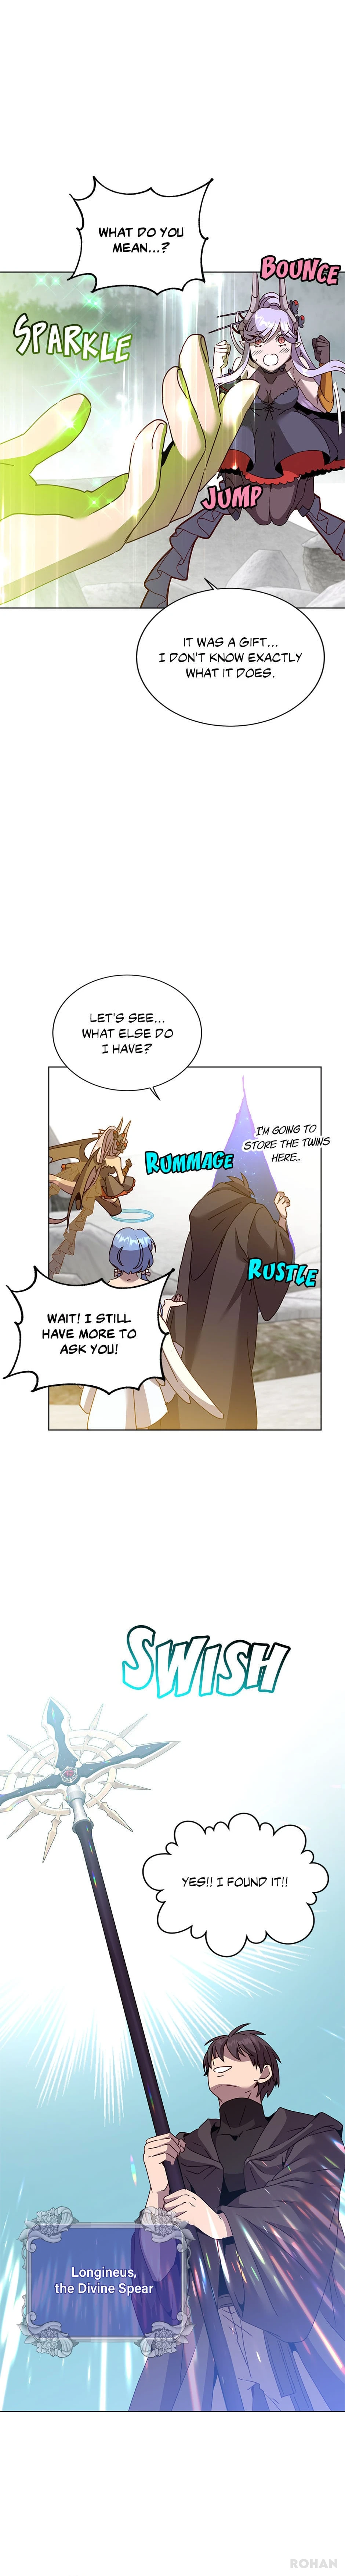 WHAT DO YOU
MEAN...?
BOUNCE
SPARKLE
JUMP
IT WAS A GIFT...
I DON'T KNOW EXACTLY
WHAT IT DOES.
LET'S SEE...
WHAT ELSE DO
I HAVE?
I'M GOING TO
STORE THE TWINS
HERE..
RUMMAGE
RUSTLE
WAIT! I STILL
HAVE MORE TO
ASK YOU!
SWISH
YES!! I FOUND IT!!
Longineus,
the Divine Spear
ROHAN